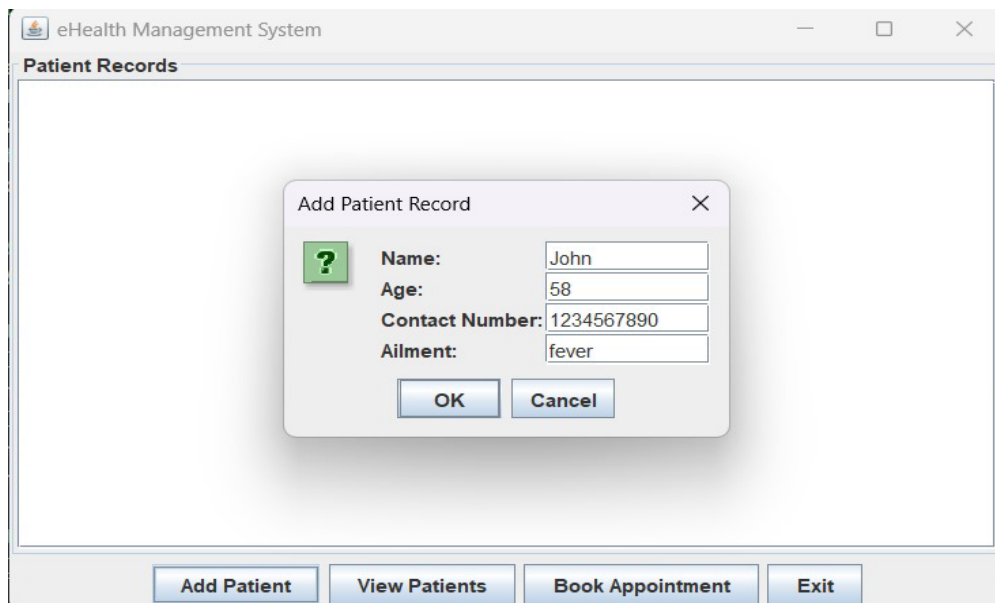 eHealth Management System
Patient Records
Add Patient Record
?
Name: John
Age: 58
Contact Number: 1234567890
Ailment: fever
OK Cancel
Add Patient View Patients Book Appointment Exit